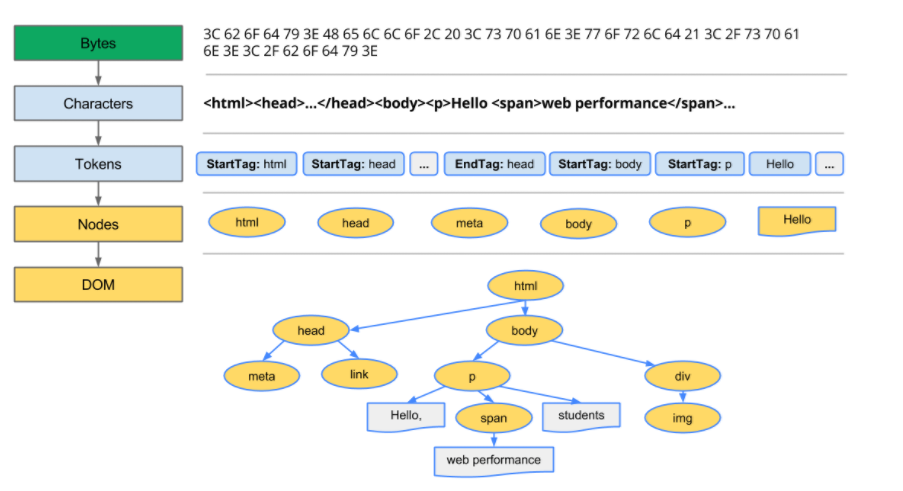 Bytes
3C 62 6F 64 79 3E 48 65 6C 6C 6F 2C 20 3C 73 70 61 6E 3E 77 6F 72 6C 64 21 3C 2F 73 70 61
6E 3E 3C 2F 62 6F 64 79 3E
Characters
<html><head>...</head><body><p>Hello <span>web performance</span>...
Tokens
StartTag: html StartTag: head ... EndTag: head StartTag: body StartTag: p Hello ...
Nodes
html head meta body p Hello
DOM
html
head body
meta link p div
Hello, span students img
web performance